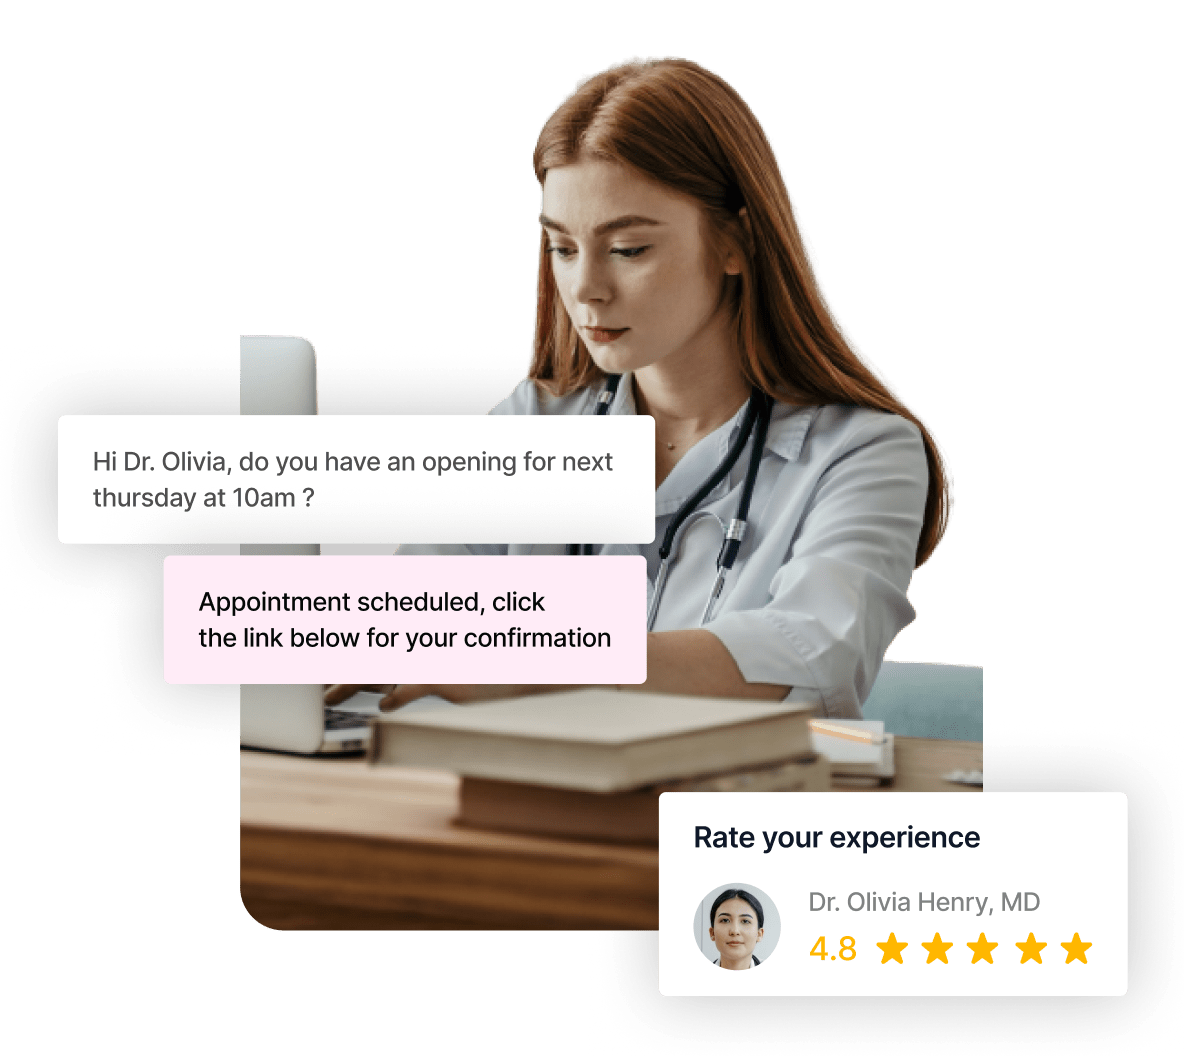 Hi Dr. Olivia, do you have an opening for next
thursday at 10am ?
Appointment scheduled, click
the link below for your confirmation
Rate your experience
Dr. Olivia Henry, MD
4.8